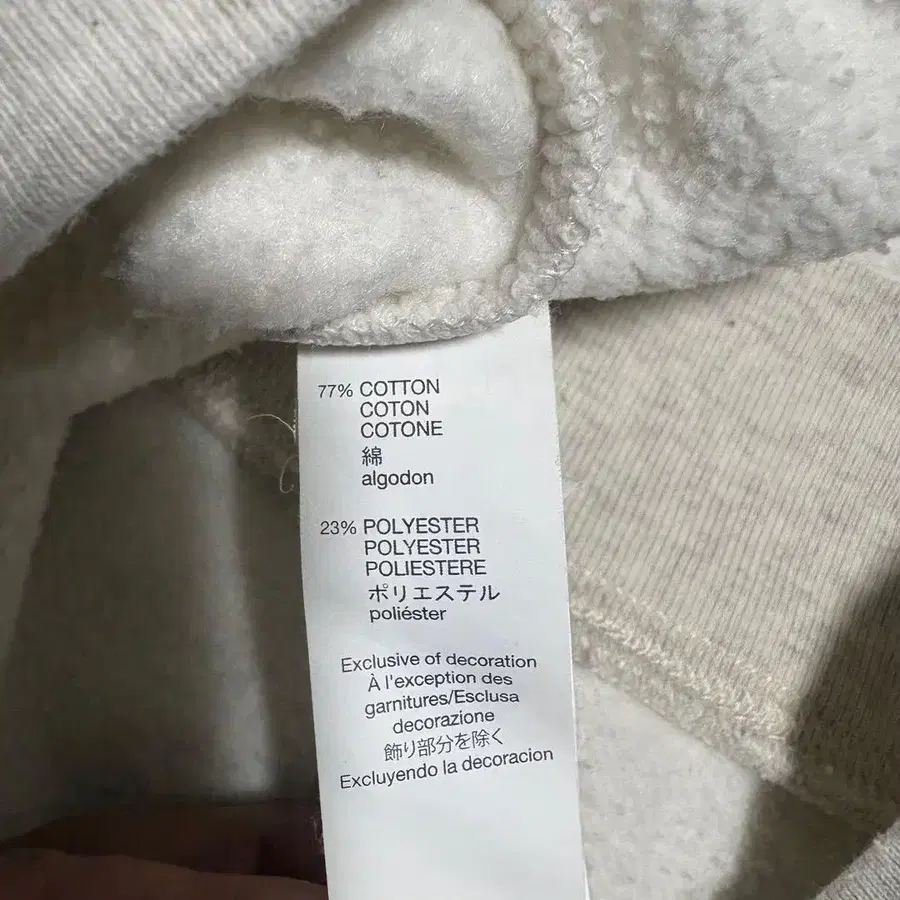 77% COTTON
COTON
COTONE
綿
algodon
23% POLYESTER
POLYESTER
POLIESTERE
ポリエステル
poliéster
Exclusive of decoration
À l'exception des
garnitures/Esclusa
decorazione
飾り部分を除く
Excluyendo la decoracion